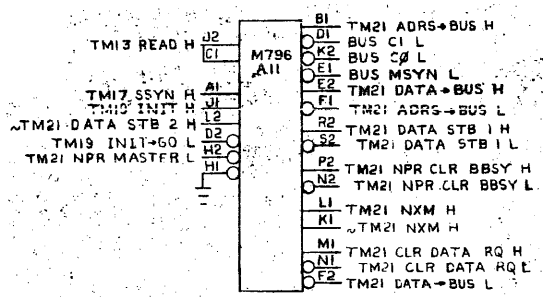 J2
TM13 READ H
C1
A1
TM17 SSYN H
J1
TM19 INIT H
L2
~TM21 DATA STB 2 H
D2
TM19 INIT→GO L
H2
TM21 NPR MASTER L
H1
M796
A11
B1
TM21 ADRS→BUS H
D1
BUS C1 L
K2
BUS CØ L
E1
BUS MSYN L
E2
TM21 DATA→BUS H
F1
TM21 ADRS→BUS L
R2
TM21 DATA STB 1 H
S2
TM21 DATA STB 1 L
P2
TM21 NPR CLR BBSY H
N2
TM21 NPR CLR BBSY L
L1
TM21 NXM H
K1
~TM21 NXM H
M1
TM21 CLR DATA RQ H
N1
TM21 CLR DATA RQ L
F2
TM21 DATA→BUS L